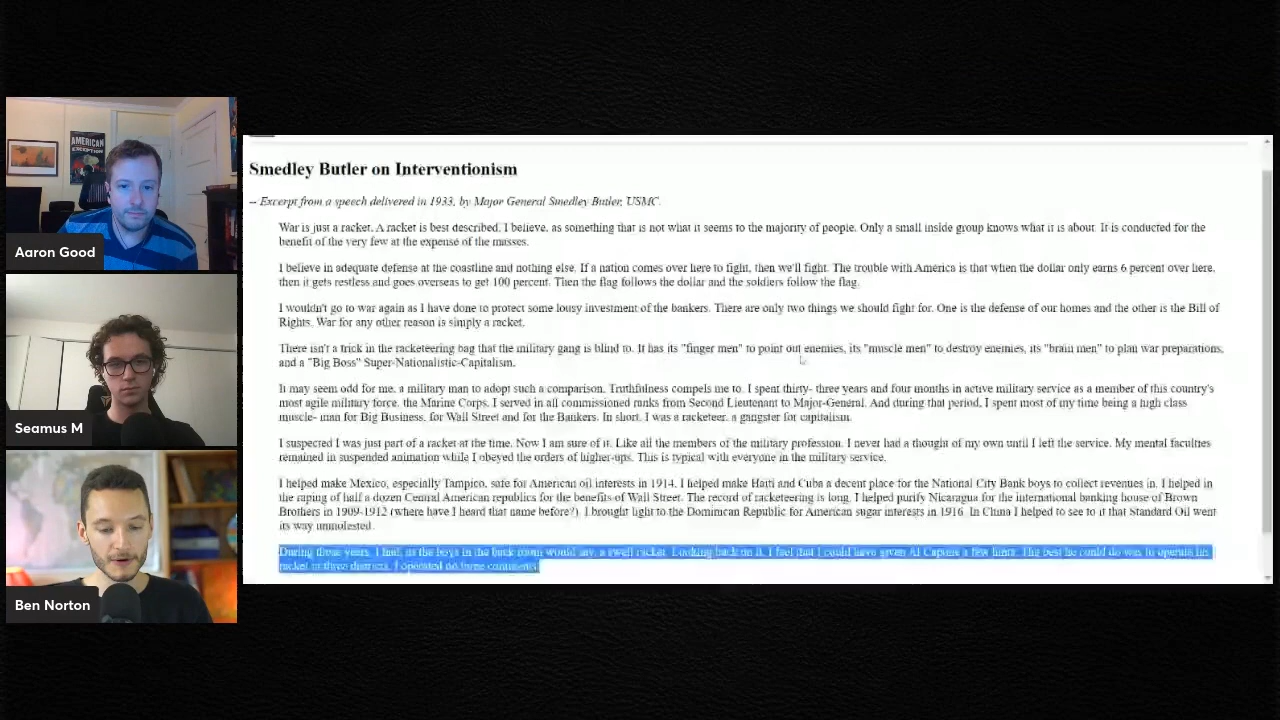 AMERICAN
EXCEPTION
Aaron Good
Seamus M
Ben Norton
Smedley Butler on Interventionism
-- Excerpt from a speech delivered in 1933, by Major General Smedley Butler, USMC.
War is just a racket. A racket is best described, I believe, as something that is not what it seems to the majority of people. Only a small inside group knows what it is about. It is conducted for the
benefit of the very few at the expense of the masses.
I believe in adequate defense at the coastline and nothing else. If a nation comes over here to fight, then we'll fight. The trouble with America is that when the dollar only earns 6 percent over here,
then it gets restless and goes overseas to get 100 percent. Then the flag follows the dollar and the soldiers follow the flag.
I wouldn't go to war again as I have done to protect some lousy investment of the bankers. There are only two things we should fight for. One is the defense of our homes and the other is the Bill of
Rights. War for any other reason is simply a racket.
There isn't a trick in the racketeering bag that the military gang is blind to. It has its "finger men" to point out enemies, its "muscle men" to destroy enemies, its "brain men" to plan war preparations,
and a "Big Boss" Super-Nationalistic-Capitalism.
It may seem odd for me, a military man to adopt such a comparison. Truthfulness compels me to. I spent thirty- three years and four months in active military service as a member of this country's
most agile military force, the Marine Corps. I served in all commissioned ranks from Second Lieutenant to Major-General. And during that period, I spent most of my time being a high class
muscle- man for Big Business, for Wall Street and for the Bankers. In short, I was a racketeer, a gangster for capitalism.
I suspected I was just part of a racket at the time. Now I am sure of it. Like all the members of the military profession, I never had a thought of my own until I left the service. My mental faculties
remained in suspended animation while I obeyed the orders of higher-ups. This is typical with everyone in the military service.
I helped make Mexico, especially Tampico, safe for American oil interests in 1914. I helped make Haiti and Cuba a decent place for the National City Bank boys to collect revenues in. I helped in
the raping of half a dozen Central American republics for the benefits of Wall Street. The record of racketeering is long. I helped purify Nicaragua for the international banking house of Brown
Brothers in 1909-1912 (where have I heard that name before?). I brought light to the Dominican Republic for American sugar interests in 1916. In China I helped to see to it that Standard Oil went
its way unmolested.
During those years, I had, as the boys in the back room would say, a swell racket. Looking back on it, I feel that I could have given Al Capone a few hints. The best he could do was to operate his
racket in three districts. I operated on three continents.